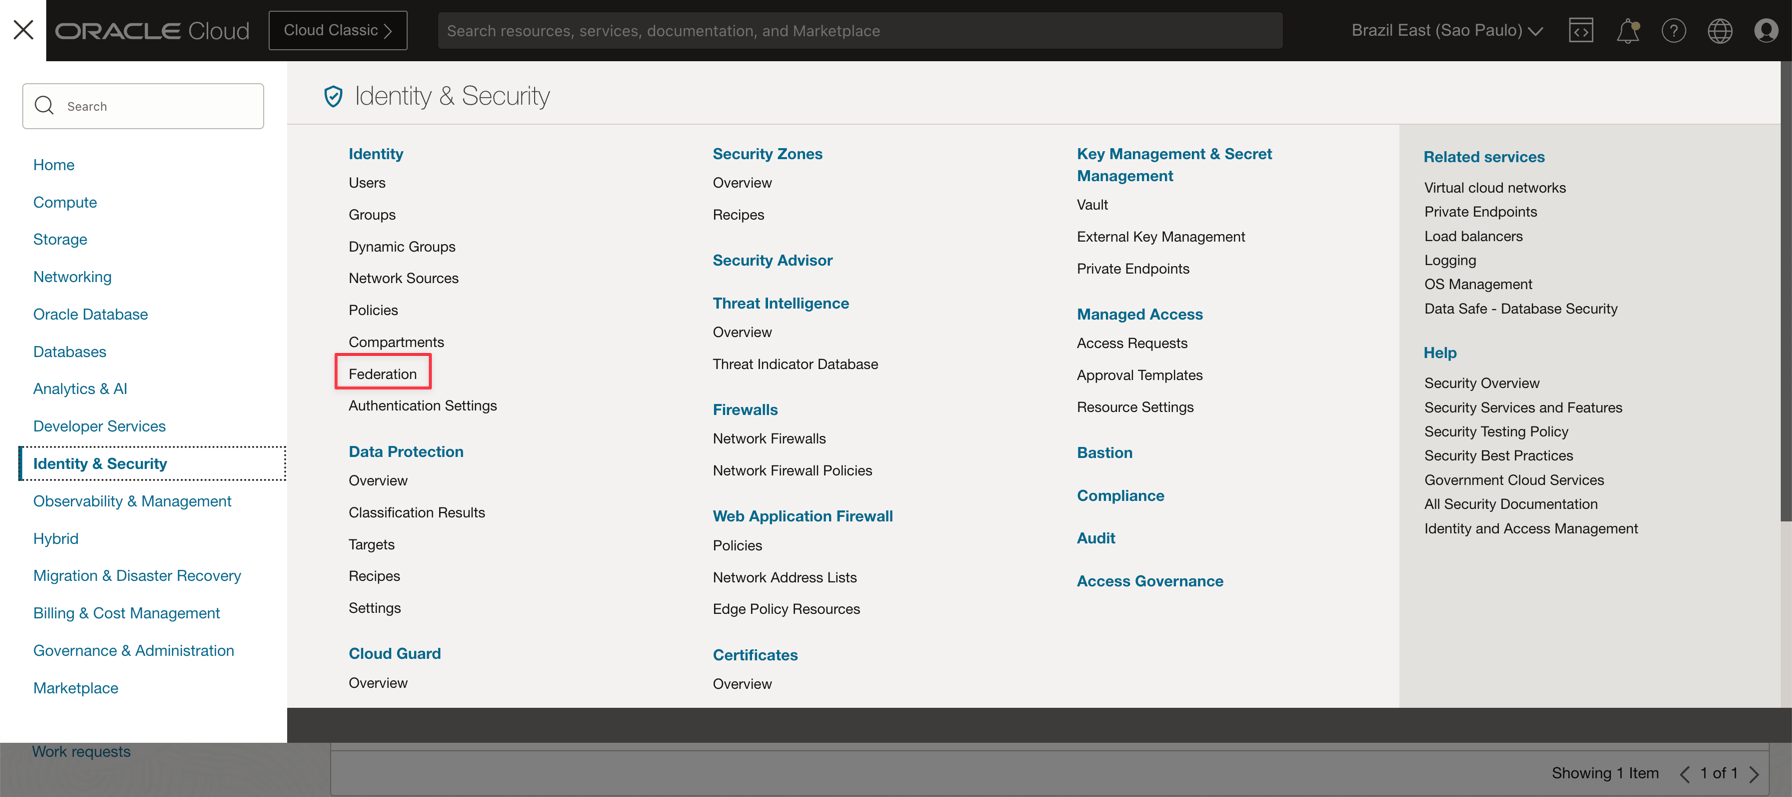 ORACLE Cloud
Cloud Classic
Search resources, services, documentation, and Marketplace
Brazil East (Sao Paulo)
Search
Home
Compute
Storage
Networking
Oracle Database
Databases
Analytics & AI
Developer Services
Identity & Security
Observability & Management
Hybrid
Migration & Disaster Recovery
Billing & Cost Management
Governance & Administration
Marketplace
Identity & Security
Identity
Users
Groups
Dynamic Groups
Network Sources
Policies
Compartments
Federation
Authentication Settings
Data Protection
Overview
Classification Results
Targets
Recipes
Settings
Cloud Guard
Overview
Security Zones
Overview
Recipes
Security Advisor
Threat Intelligence
Overview
Threat Indicator Database
Firewalls
Network Firewalls
Network Firewall Policies
Web Application Firewall
Policies
Network Address Lists
Edge Policy Resources
Certificates
Overview
Key Management & Secret
Management
Vault
External Key Management
Private Endpoints
Managed Access
Access Requests
Approval Templates
Resource Settings
Bastion
Compliance
Audit
Access Governance
Related services
Virtual cloud networks
Private Endpoints
Load balancers
Logging
OS Management
Data Safe - Database Security
Help
Security Overview
Security Services and Features
Security Testing Policy
Security Best Practices
Government Cloud Services
All Security Documentation
Identity and Access Management
Work requests
Showing 1 Item
1 of 1